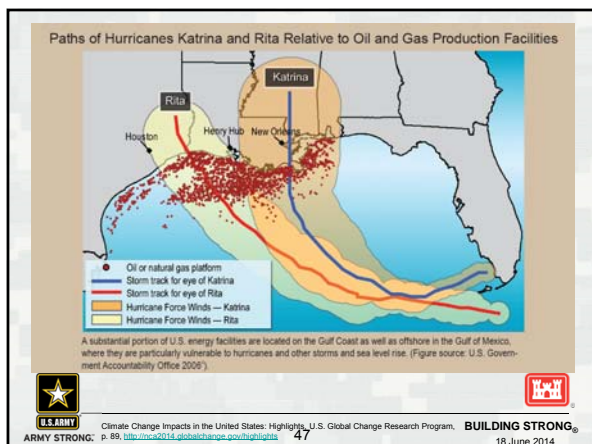 Paths of Hurricanes Katrina and Rita Relative to Oil and Gas Production Facilities
Katrina
Rita
Houston
Henry Hub
New Orleans
Oil or natural gas platform
Storm track for eye of Katrina
Storm track for eye of Rita
Hurricane Force Winds — Katrina
Hurricane Force Winds — Rita
A substantial portion of U.S. energy facilities are located on the Gulf Coast as well as offshore in the Gulf of Mexico,
where they are particularly vulnerable to hurricanes and other storms and sea level rise. (Figure source: U.S. Govern-
ment Accountability Office 2006
U.S.ARMY
ARMY STRONG.
Climate Change Impacts in the United States: Highlights, U.S. Global Change Research Program,
p. 89, http://nca2014.globalchange.gov/highlights
47
BUILDING STRONG®
18 June 2014